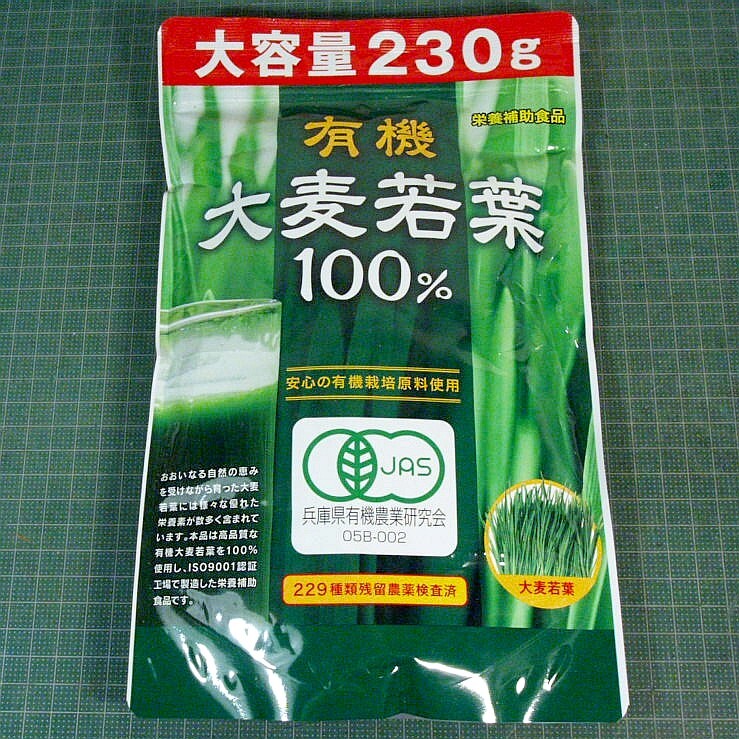 大容量230g
栄養補助食品
有機
大麦若葉
100%
安心の有機栽培原料使用
JAS
兵庫県有機農業研究会
05B-002
おおいなる自然の恵み
を受けながら育った大麦
若葉には様々な優れた
栄養素が数多く含まれて
います。本品は高品質な
有機大麦若葉を100%
使用し、ISO9001認証
工場で製造した栄養補助
食品です。
229種類残留農薬検査済
大麦若葉